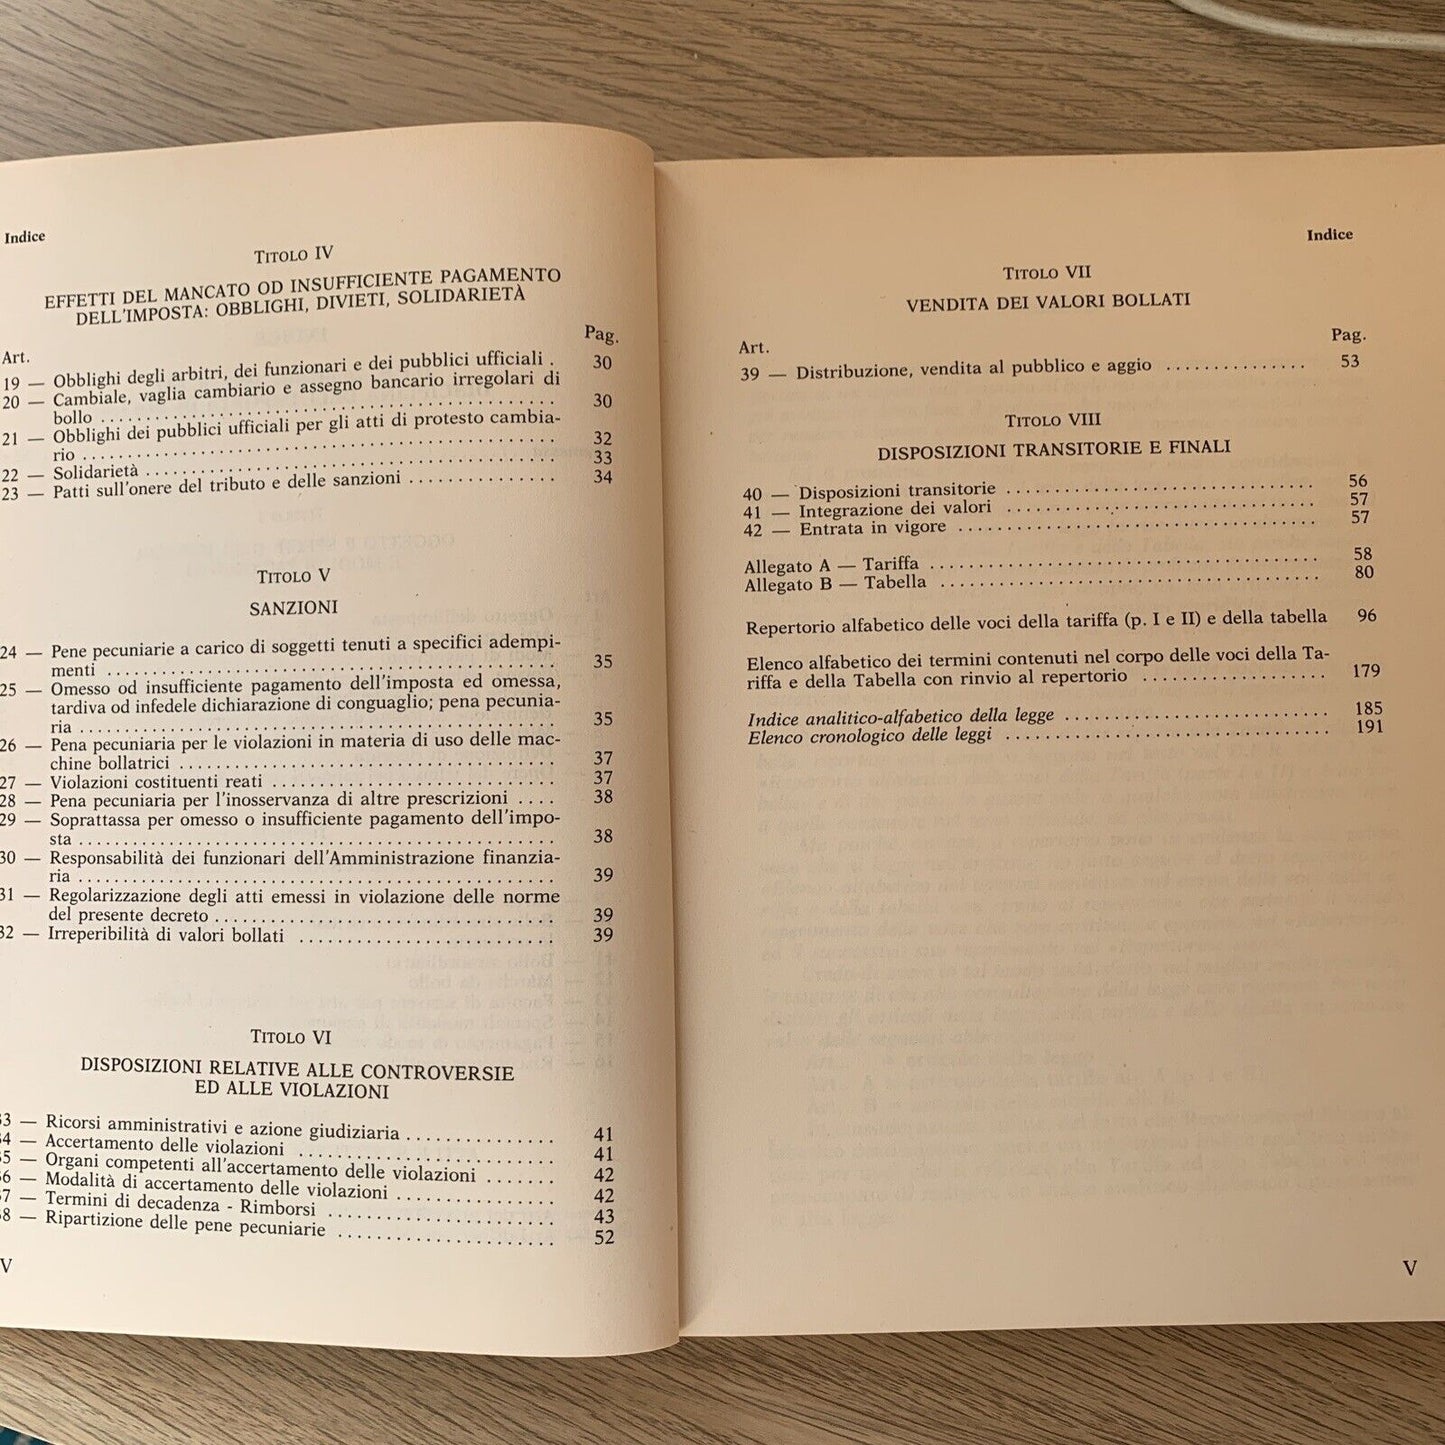 Indice
TITOLO IV
EFFETTI DEL MANCATO OD INSUFFICIENTE PAGAMENTO
DELL'IMPOSTA: OBBLIGHI, DIVIETI, SOLIDARIETÀ
Art. Pag.
19 — Obblighi degli arbitri, dei funzionari e dei pubblici ufficiali . 30
20 — Cambiale, vaglia cambiario e assegno bancario irregolari di
bollo . . . . . . . . . . . . . . . . . . . . 30
21 — Obblighi dei pubblici ufficiali per gli atti di protesto cambia-
rio . . . . . . . . . . . . . . . . . . . . 32
22 — Solidarietà . . . . . . . . . . . . . . . . . . . . 33
23 — Patti sull'onere del tributo e delle sanzioni . . . . . . . . . . . . . . . 34
TITOLO V
SANZIONI
24 — Pene pecuniarie a carico di soggetti tenuti a specifici adempi-
menti . . . . . . . . . . . . . . . . . . . . 35
25 — Omesso od insufficiente pagamento dell'imposta ed omessa,
tardiva od infedele dichiarazione di conguaglio; pena pecunia-
ria . . . . . . . . . . . . . . . . . . . . 35
26 — Pena pecuniaria per le violazioni in materia di uso delle mac-
chine bollatrici . . . . . . . . . . . . . . . . . . . . 37
27 — Violazioni costituenti reati . . . . . . . . . . . . . . . . . . . . 37
28 — Pena pecuniaria per l'inosservanza di altre prescrizioni . . . . 38
29 — Soprattassa per omesso o insufficiente pagamento dell'impo-
sta . . . . . . . . . . . . . . . . . . . . 38
30 — Responsabilità dei funzionari dell'Amministrazione finanzia-
ria . . . . . . . . . . . . . . . . . . . . 39
31 — Regolarizzazione degli atti emessi in violazione delle norme
del presente decreto . . . . . . . . . . . . . . . . . . . . 39
32 — Irreperibilità di valori bollati . . . . . . . . . . . . . . . . . . . . 39
TITOLO VI
DISPOSIZIONI RELATIVE ALLE CONTROVERSIE
ED ALLE VIOLAZIONI
33 — Ricorsi amministrativi e azione giudiziaria . . . . . . . . . . . . . . . 41
34 — Accertamento delle violazioni . . . . . . . . . . . . . . . . . . . . 41
35 — Organi competenti all'accertamento delle violazioni . . . . . . . 42
36 — Modalità di accertamento delle violazioni . . . . . . . . . . . . . . . . 42
37 — Termini di decadenza - Rimborsi . . . . . . . . . . . . . . . . . . . . 43
38 — Ripartizione delle pene pecuniarie . . . . . . . . . . . . . . . . . . . . 52
V
Indice
TITOLO VII
VENDITA DEI VALORI BOLLATI
Art. Pag.
39 — Distribuzione, vendita al pubblico e aggio . . . . . . . . . . . . . . . 53
TITOLO VIII
DISPOSIZIONI TRANSITORIE E FINALI
40 — Disposizioni transitorie . . . . . . . . . . . . . . . . . . . . 56
41 — Integrazione dei valori . . . . . . . . . . . . . . . . . . . . 57
42 — Entrata in vigore . . . . . . . . . . . . . . . . . . . . 57
Allegato A — Tariffa . . . . . . . . . . . . . . . . . . . . 58
Allegato B — Tabella . . . . . . . . . . . . . . . . . . . . 80
Repertorio alfabetico delle voci della tariffa (p. I e II) e della tabella 96
Elenco alfabetico dei termini contenuti nel corpo delle voci della Ta-
riffa e della Tabella con rinvio al repertorio . . . . . . . . . . . . . . . . . . . 179
Indice analitico-alfabetico della legge . . . . . . . . . . . . . . . . . . . . 185
Elenco cronologico delle leggi . . . . . . . . . . . . . . . . . . . . 191
V